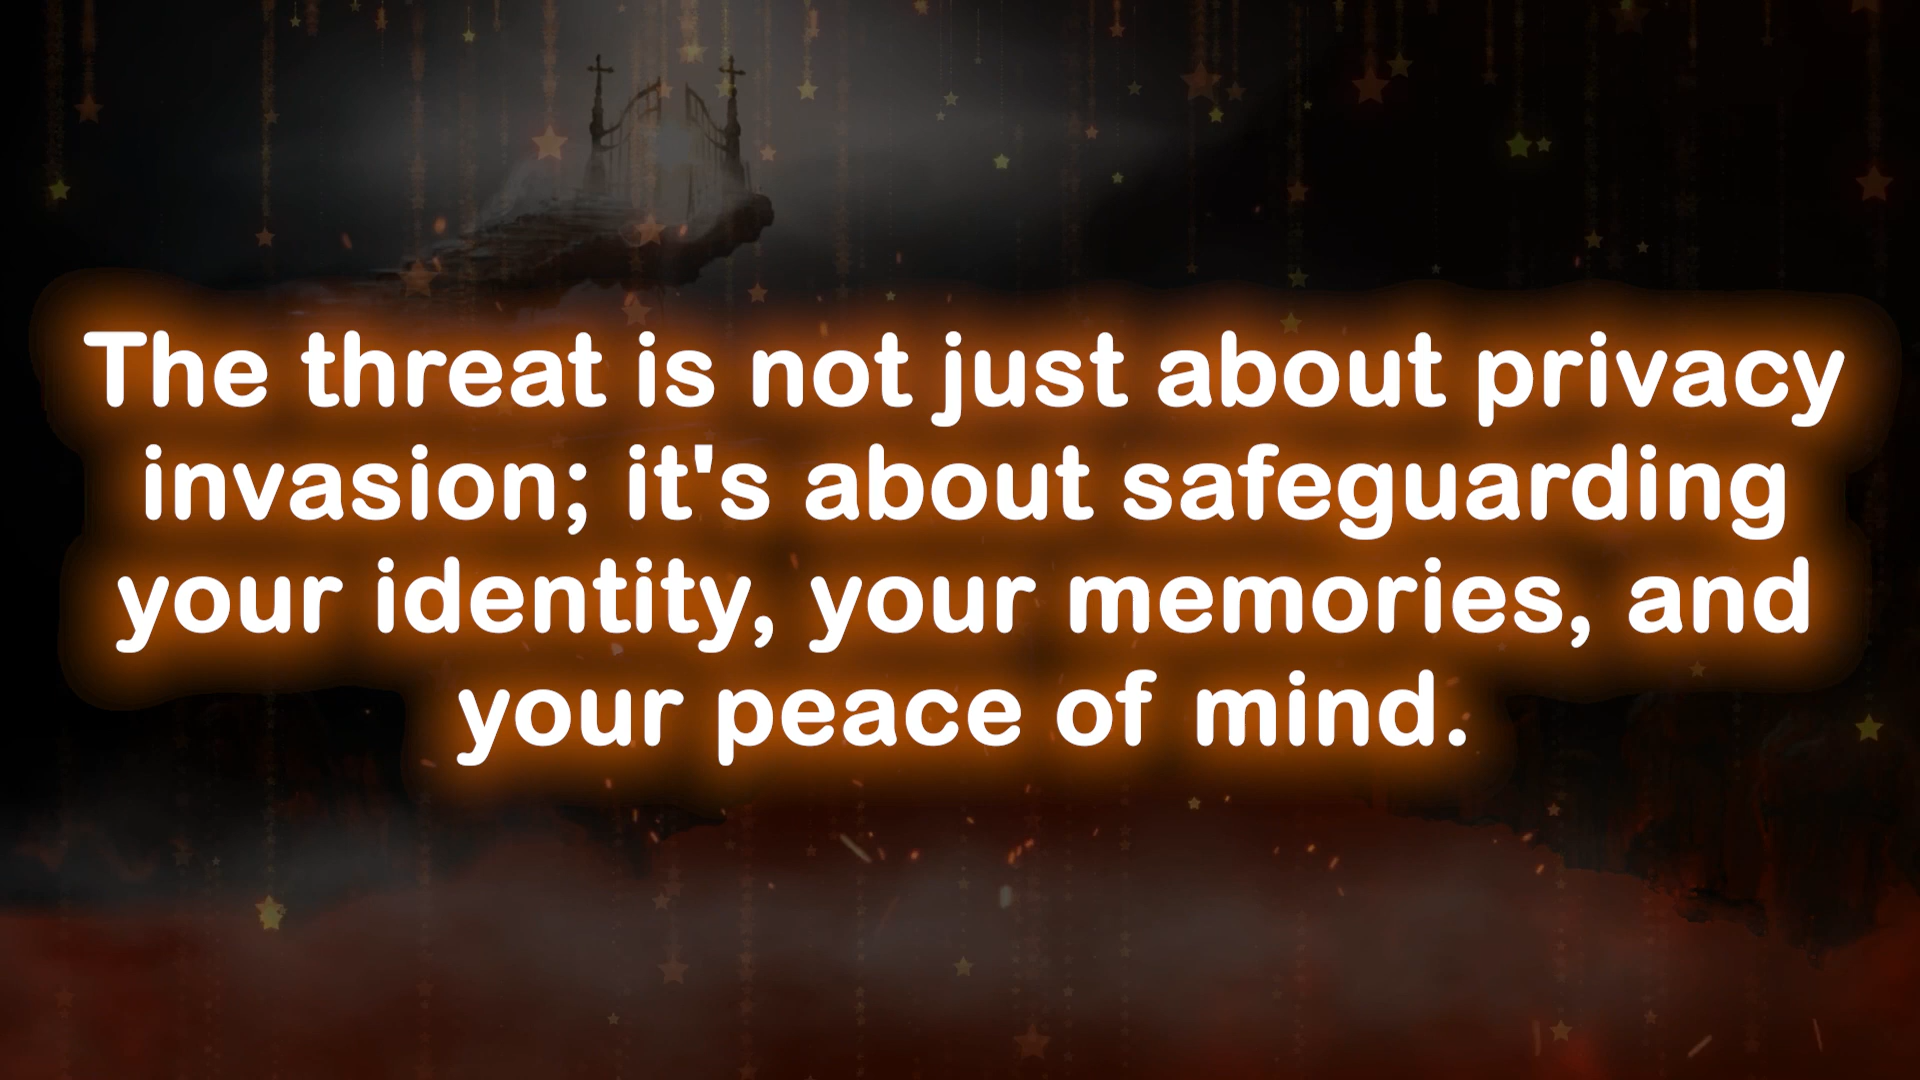 The threat is not just about privacy
invasion; it's about safeguarding
your identity, your memories, and
your peace of mind.